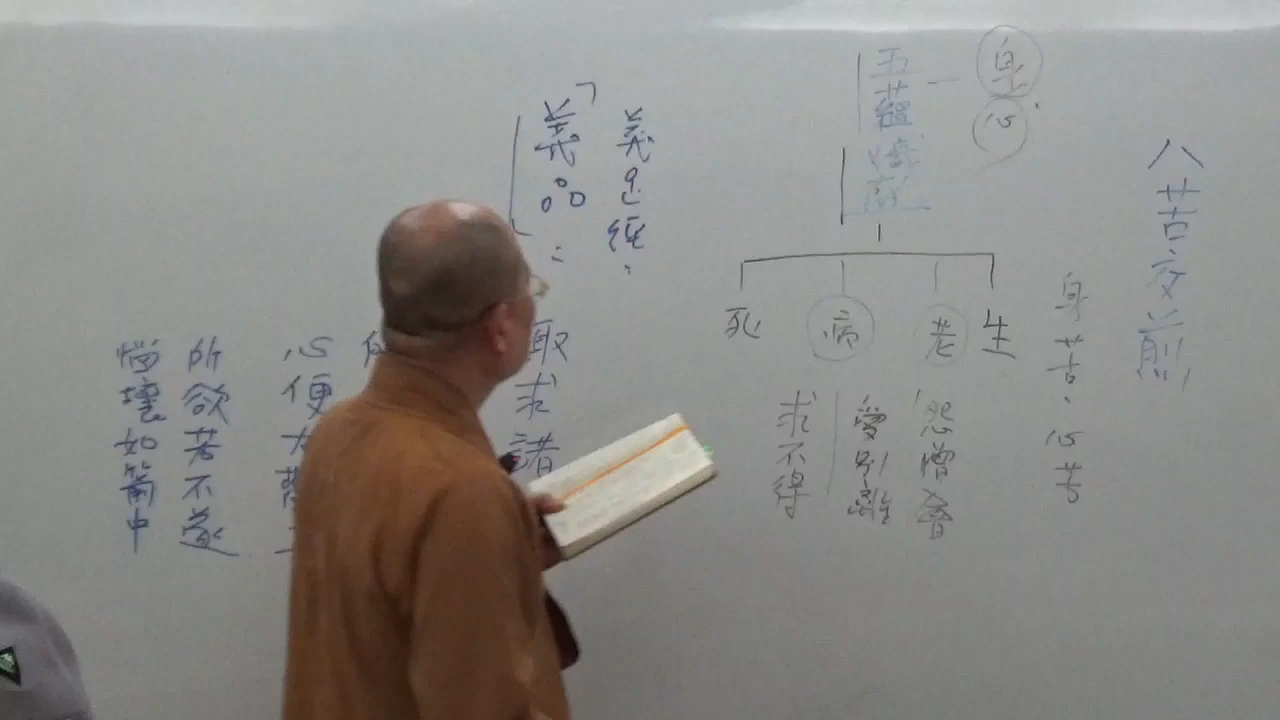 八苦交煎
身苦、心苦
身
心
五蘊熾盛
生
老
病
死
怨憎會
愛別離
求不得
義足經:
「義品:
取求諸
心便大
所欲若不遂
惱壞如箭中